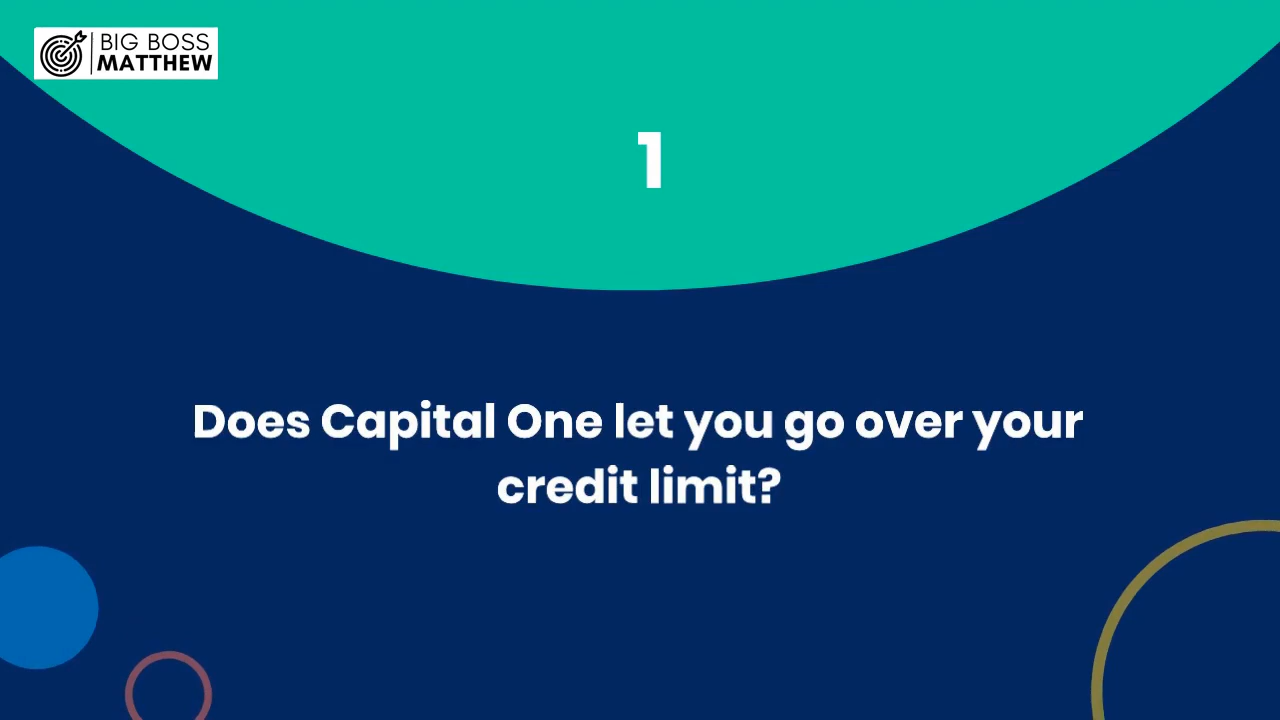 BIG BOSS
MATTHEW
1
Does Capital One let you go over your
credit limit?